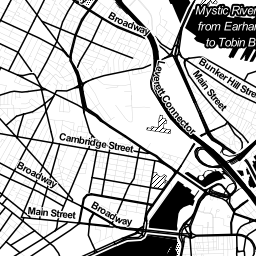 Mystic River
from Earhar
to Tobin B
Broadway
Leverett Connector
Bunker Hill Stre
Main Street
Cambridge Street
Broadway
Main Street
Broadway